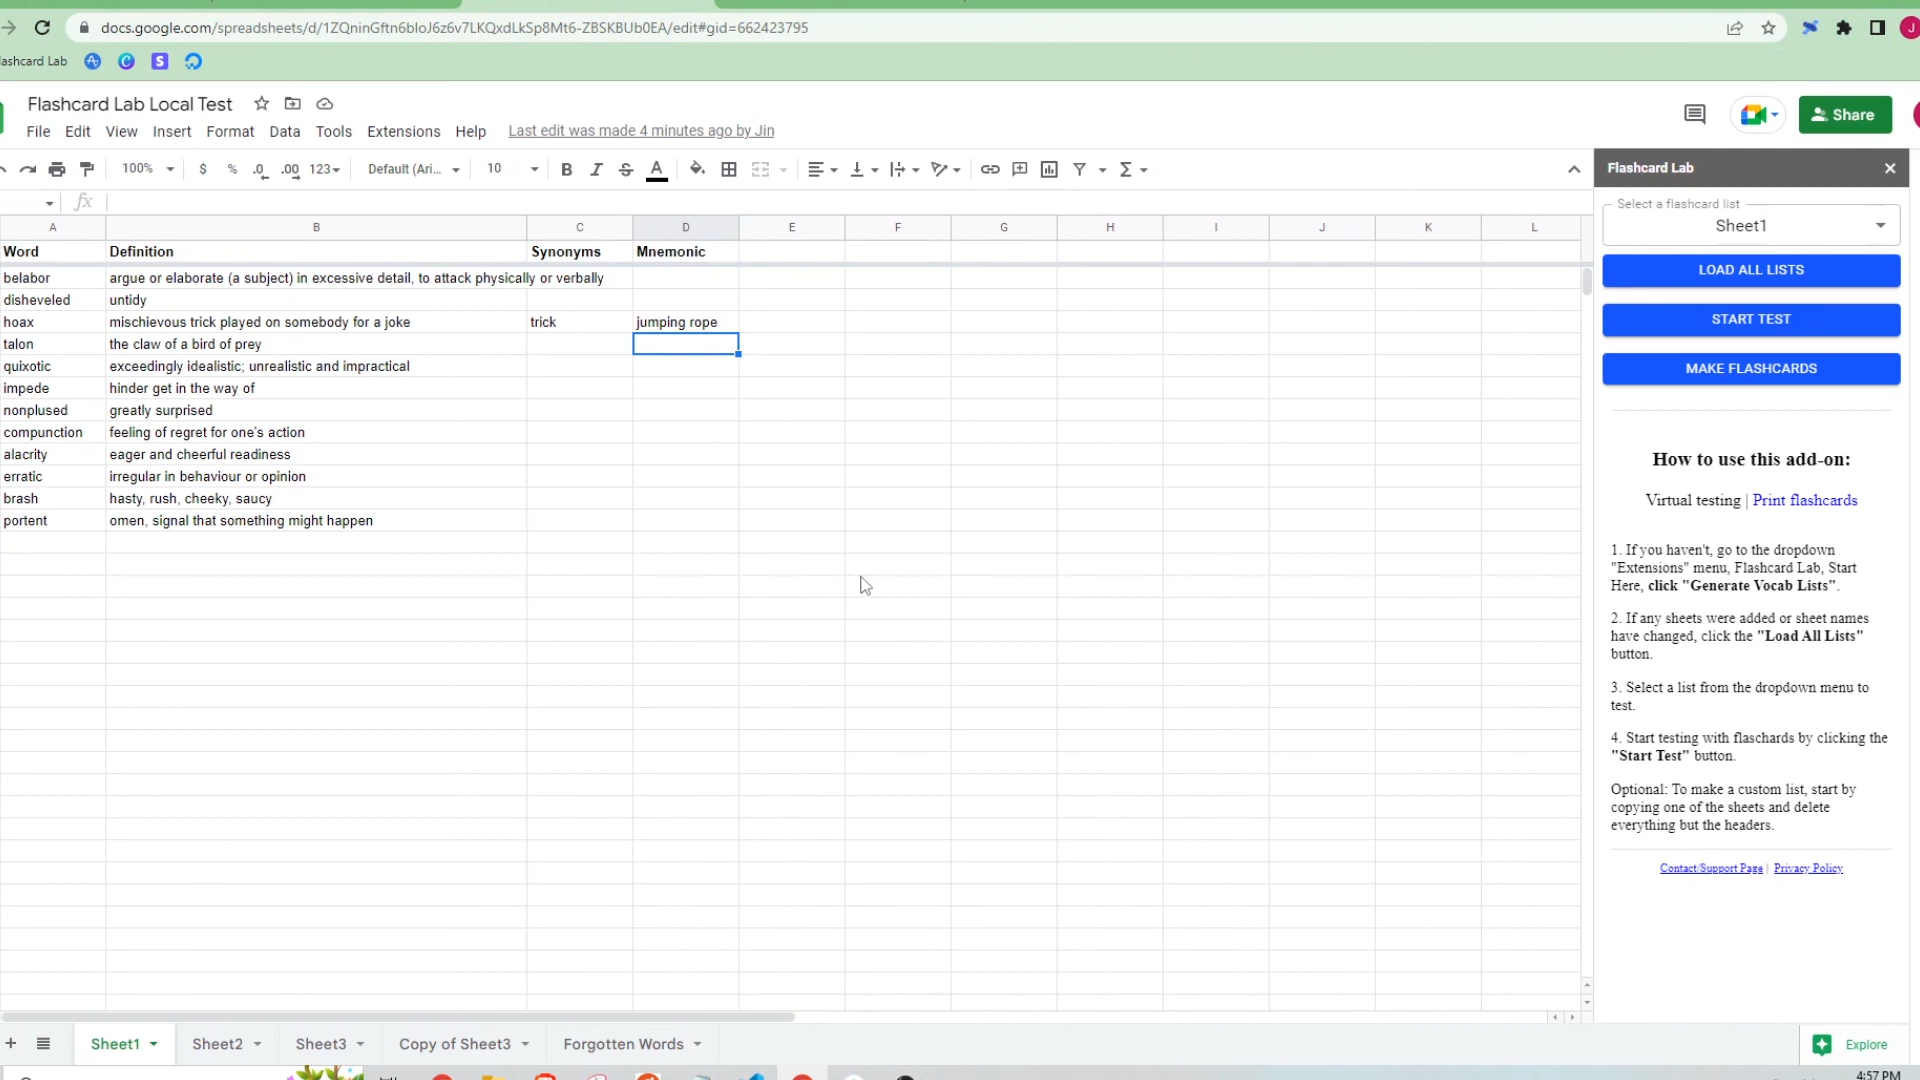 docs.google.com/spreadsheets/d/1ZQninGftn6bIoJ6z6v7LKQxdLkSp8Mt6-ZBSKBUb0EA/edit#gid=662423795
J
lashcard Lab
S
Flashcard Lab Local Test
File Edit View Insert Format Data Tools Extensions Help Last edit was made 4 minutes ago by Jin
Share
100% $ % .0 .00 123 Default (Ari... 10 B I S A
fx
A B C D E F G H I J K L
Word Definition Synonyms Mnemonic
belabor argue or elaborate (a subject) in excessive detail, to attack physically or verbally
disheveled untidy
hoax mischievous trick played on somebody for a joke trick jumping rope
talon the claw of a bird of prey
quixotic exceedingly idealistic; unrealistic and impractical
impede hinder get in the way of
nonplused greatly surprised
compunction feeling of regret for one's action
alacrity eager and cheerful readiness
erratic irregular in behaviour or opinion
brash hasty, rush, cheeky, saucy
portent omen, signal that something might happen
Flashcard Lab
Select a flashcard list
Sheet1
LOAD ALL LISTS
START TEST
MAKE FLASHCARDS
How to use this add-on:
Virtual testing | Print flashcards
1. If you haven't, go to the dropdown
"Extensions" menu, Flashcard Lab, Start
Here, click "Generate Vocab Lists".
2. If any sheets were added or sheet names
have changed, click the "Load All Lists"
button.
3. Select a list from the dropdown menu to
test.
4. Start testing with flaschards by clicking the
"Start Test" button.
Optional: To make a custom list, start by
copying one of the sheets and delete
everything but the headers.
Contact/Support Page | Privacy Policy
Sheet1 Sheet2 Sheet3 Copy of Sheet3 Forgotten Words
Explore
4:57 PM